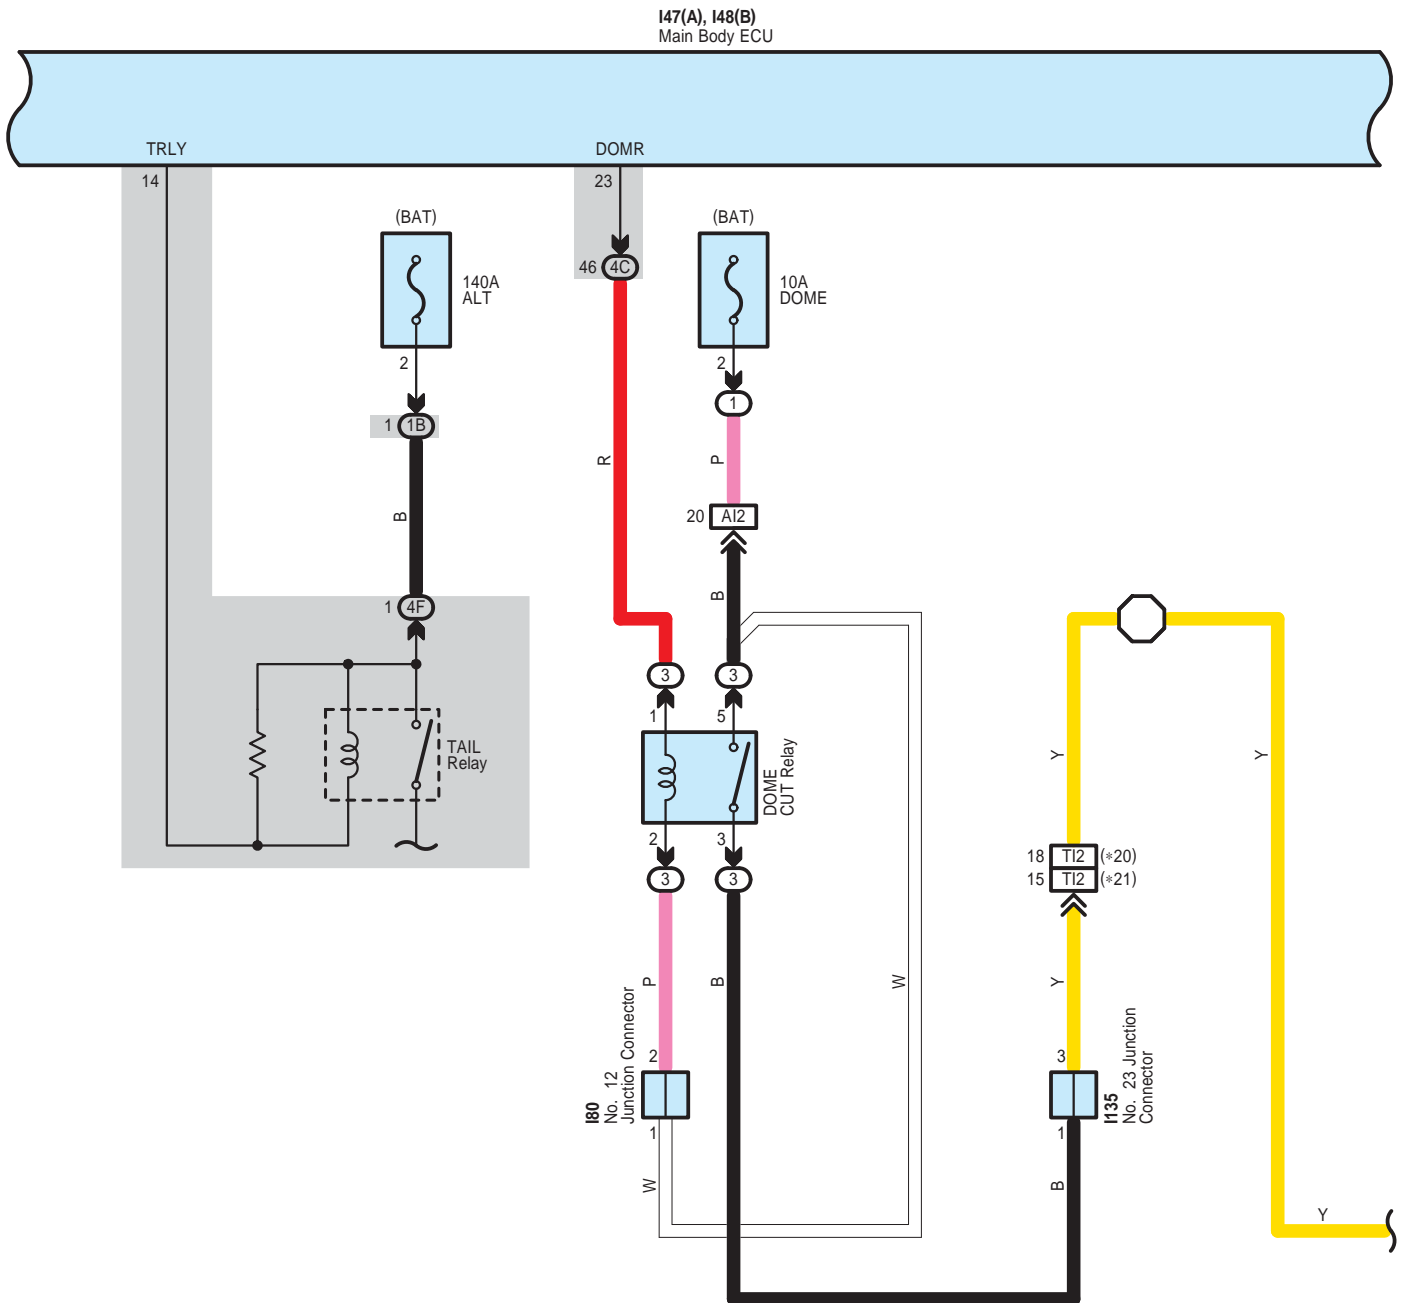 I47(A), I48(B)
Main Body ECU
TRLY
DOMR
14
23
(BAT)
(BAT)
46 4C
140A
ALT
10A
DOME
2
2
1
1 1B
R
P
B
20 AI2
B
1 4F
3
3
1
5
TAIL
Relay
DOME
CUT Relay
Y
Y
2
3
18 TI2 (*20)
15 TI2 (*21)
3
3
P
B
W
Y
2
3
I80
No. 12
Junction Connector
I135
No. 23 Junction
Connector
1
1
W
B
Y